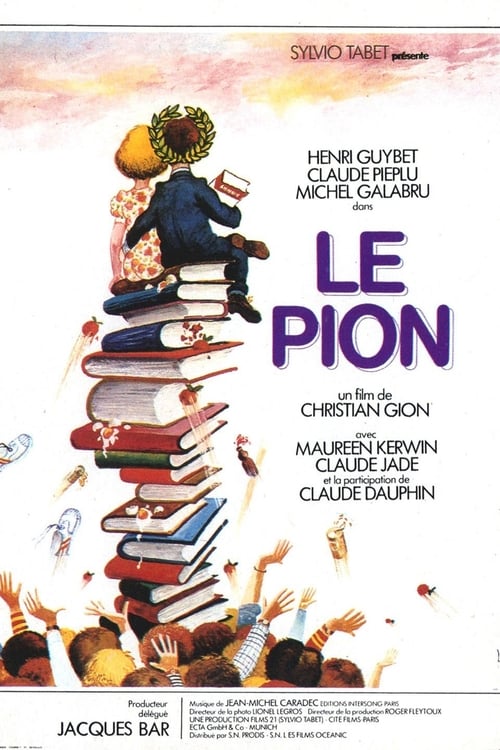 SYLVIO TABET présente
HENRI GUYBET
CLAUDE PIEPLU
MICHEL GALABRU
dans
LE
PION
un film de
CHRISTIAN GION
avec
MAUREEN KERWIN
CLAUDE JADE
et la participation de
CLAUDE DAUPHIN
Producteur
délégué
JACQUES BAR
Musique de JEAN-MICHEL CARADEC EDITIONS INTERSONG PARIS
Directeur de la photo LIONEL LEGROS Directeur de la production ROGER FLEYTOUX
UNE PRODUCTION FILMS 21 (SYLVIO TABET) - CITE FILMS-PARIS
ECTA GmbH & Co - MUNICH
Distribué par S.N. PRODIS - S.N. LES FILMS OCEANIC